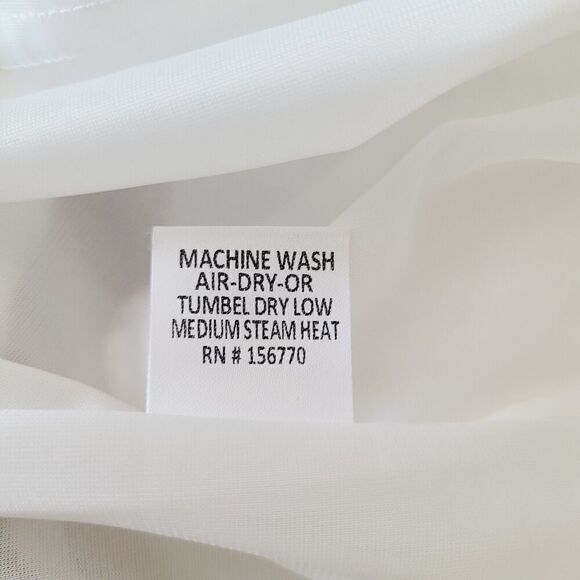 MACHINE WASH
AIR-DRY-OR
TUMBEL DRY LOW
MEDIUM STEAM HEAT
RN # 156770